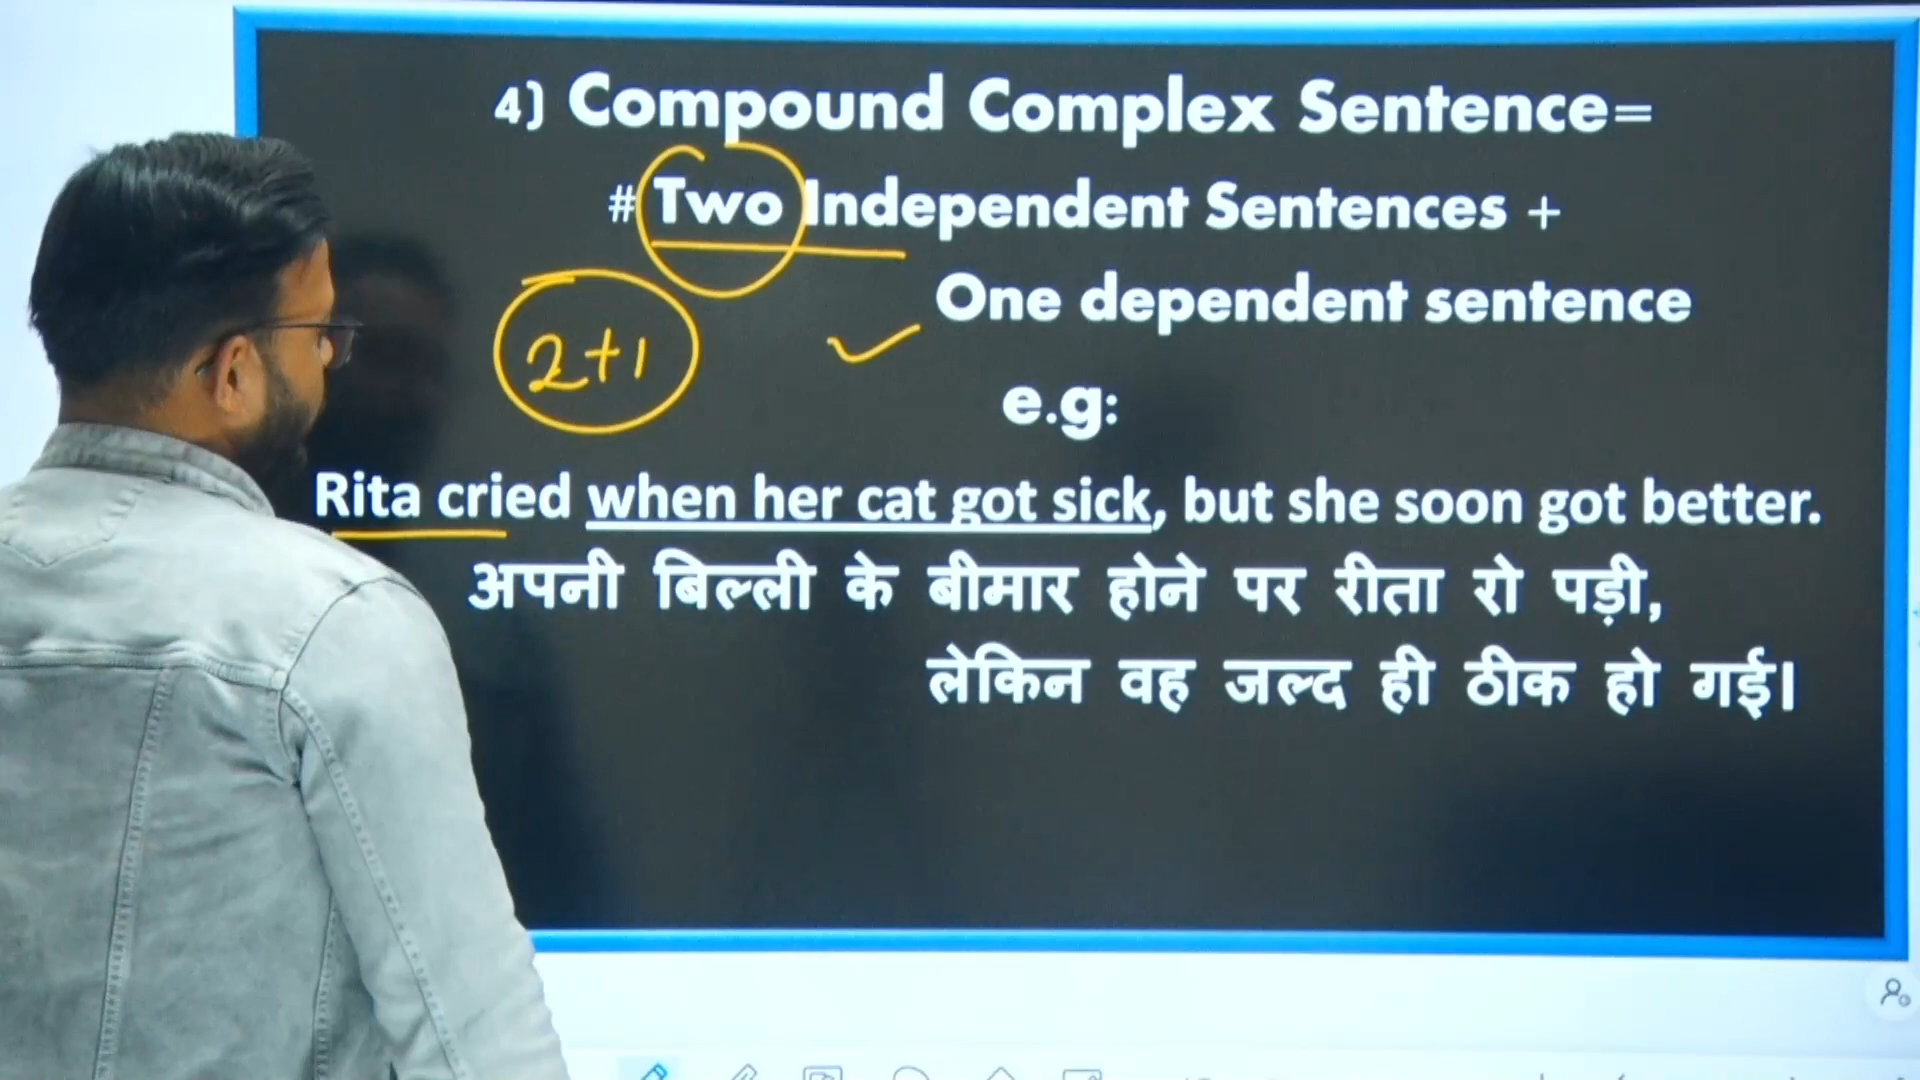 4) Compound Complex Sentence=
# Two Independent Sentences +
One dependent sentence
2+1
e.g:
Rita cried when her cat got sick, but she soon got better.
अपनी बिल्ली के बीमार होने पर रीता रो पड़ी,
लेकिन वह जल्द ही ठीक हो गई।